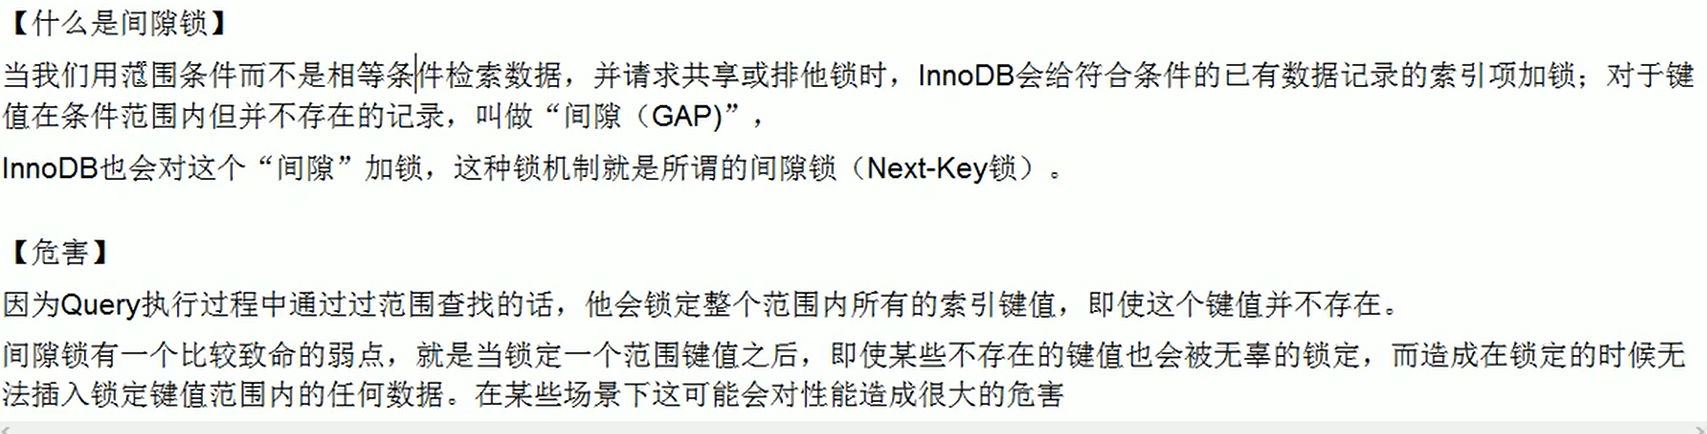 【什么是间隙锁】
当我们用范围条件而不是相等条件检索数据，并请求共享或排他锁时，InnoDB会给符合条件的已有数据记录的索引项加锁；对于键
值在条件范围内但并不存在的记录，叫做“间隙（GAP)”，
InnoDB也会对这个“间隙”加锁，这种锁机制就是所谓的间隙锁（Next-Key锁）。
【危害】
因为Query执行过程中通过过范围查找的话，他会锁定整个范围内所有的索引键值，即使这个键值并不存在。
间隙锁有一个比较致命的弱点，就是当锁定一个范围键值之后，即使某些不存在的键值也会被无辜的锁定，而造成在锁定的时候无
法插入锁定键值范围内的任何数据。在某些场景下这可能会对性能造成很大的危害